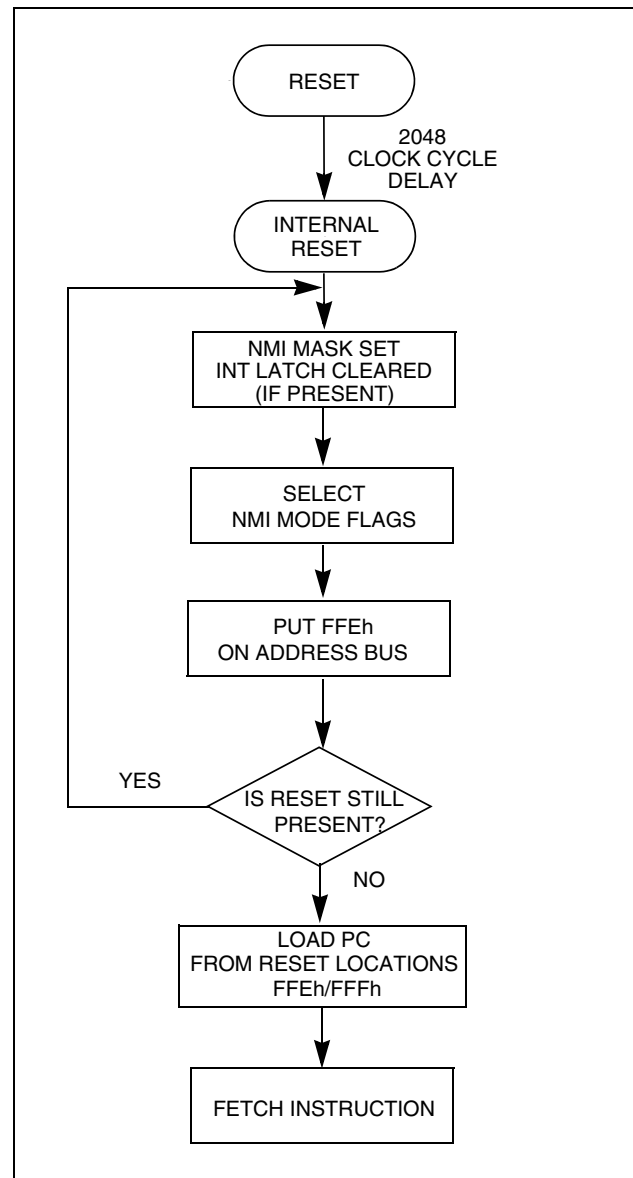 RESET
2048
CLOCK CYCLE
DELAY
INTERNAL
RESET
NMI MASK SET
INT LATCH CLEARED
(IF PRESENT)
SELECT
NMI MODE FLAGS
PUT FFEh
ON ADDRESS BUS
YES
IS RESET STILL
PRESENT?
NO
LOAD PC
FROM RESET LOCATIONS
FFEh/FFFh
FETCH INSTRUCTION